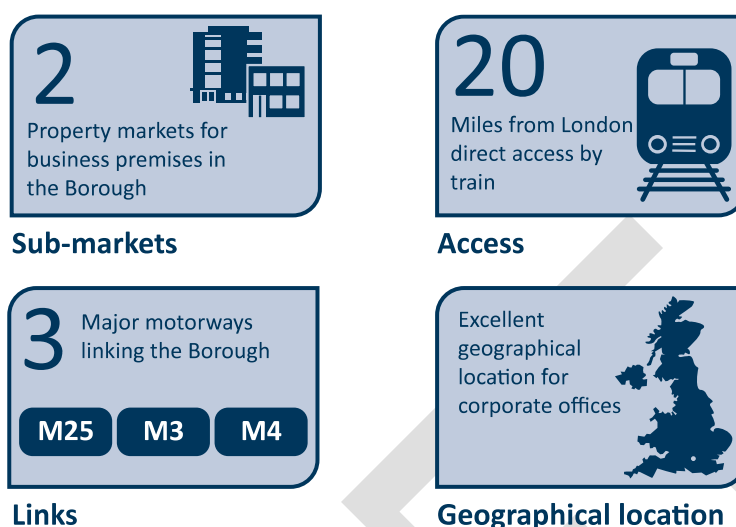 2
Property markets for
business premises in
the Borough
Sub-markets
20
Miles from London
direct access by
train
Access
3
Major motorways
linking the Borough
M25 M3 M4
Links
Excellent
geographical
location for
corporate offices
Geographical location